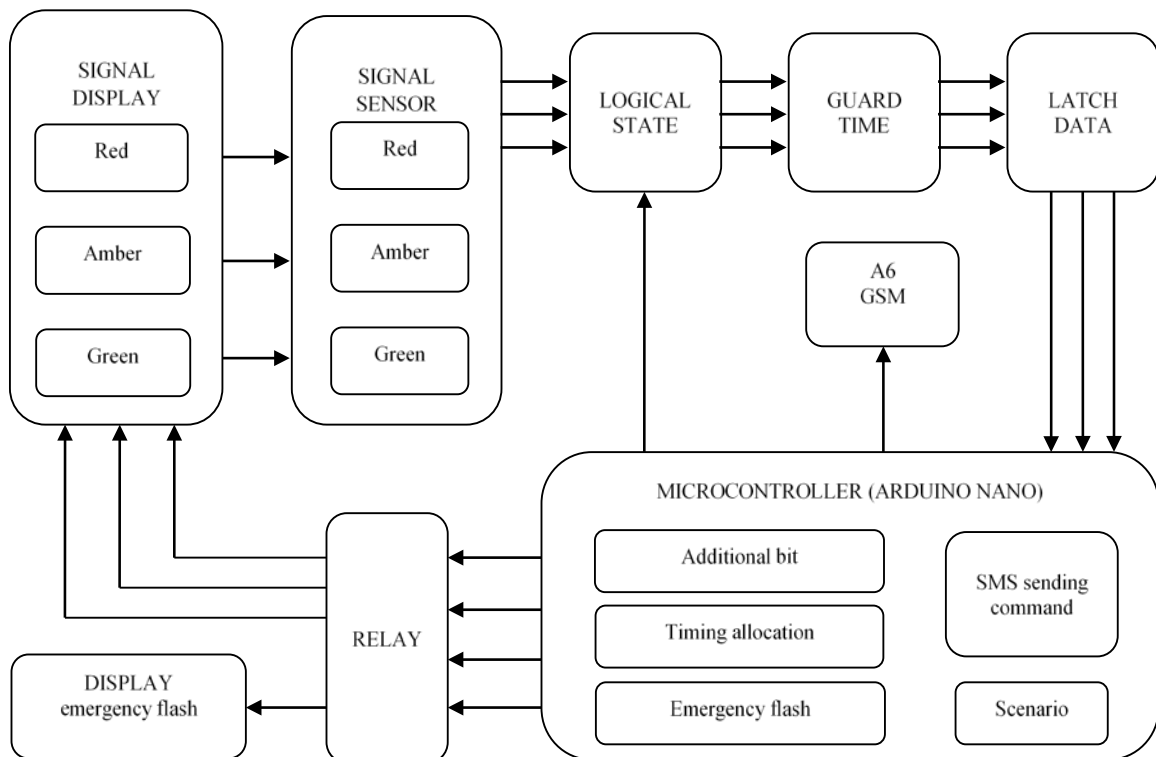 SIGNAL
DISPLAY
Red
Amber
Green
SIGNAL
SENSOR
Red
Amber
Green
LOGICAL
STATE
GUARD
TIME
LATCH
DATA
A6
GSM
MICROCONTROLLER (ARDUINO NANO)
Additional bit
Timing allocation
Emergency flash
SMS sending
command
Scenario
RELAY
DISPLAY
emergency flash